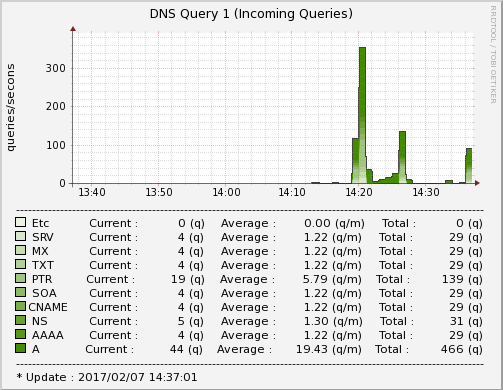 DNS Query 1 (Incoming Queries)
RRDTOOL / TOBI OETIKER
queries/secons
300
200
100
0
13:40 13:50 14:00 14:10 14:20 14:30
Etc Current : 0 (q) Average : 0.00 (q/m) Total : 0 (q)
SRV Current : 4 (q) Average : 1.22 (q/m) Total : 29 (q)
MX Current : 4 (q) Average : 1.22 (q/m) Total : 29 (q)
TXT Current : 4 (q) Average : 1.22 (q/m) Total : 29 (q)
PTR Current : 19 (q) Average : 5.79 (q/m) Total : 139 (q)
SOA Current : 4 (q) Average : 1.22 (q/m) Total : 29 (q)
CNAME Current : 4 (q) Average : 1.22 (q/m) Total : 29 (q)
NS Current : 5 (q) Average : 1.30 (q/m) Total : 31 (q)
AAAA Current : 4 (q) Average : 1.22 (q/m) Total : 29 (q)
A Current : 44 (q) Average : 19.43 (q/m) Total : 466 (q)
* Update : 2017/02/07 14:37:01